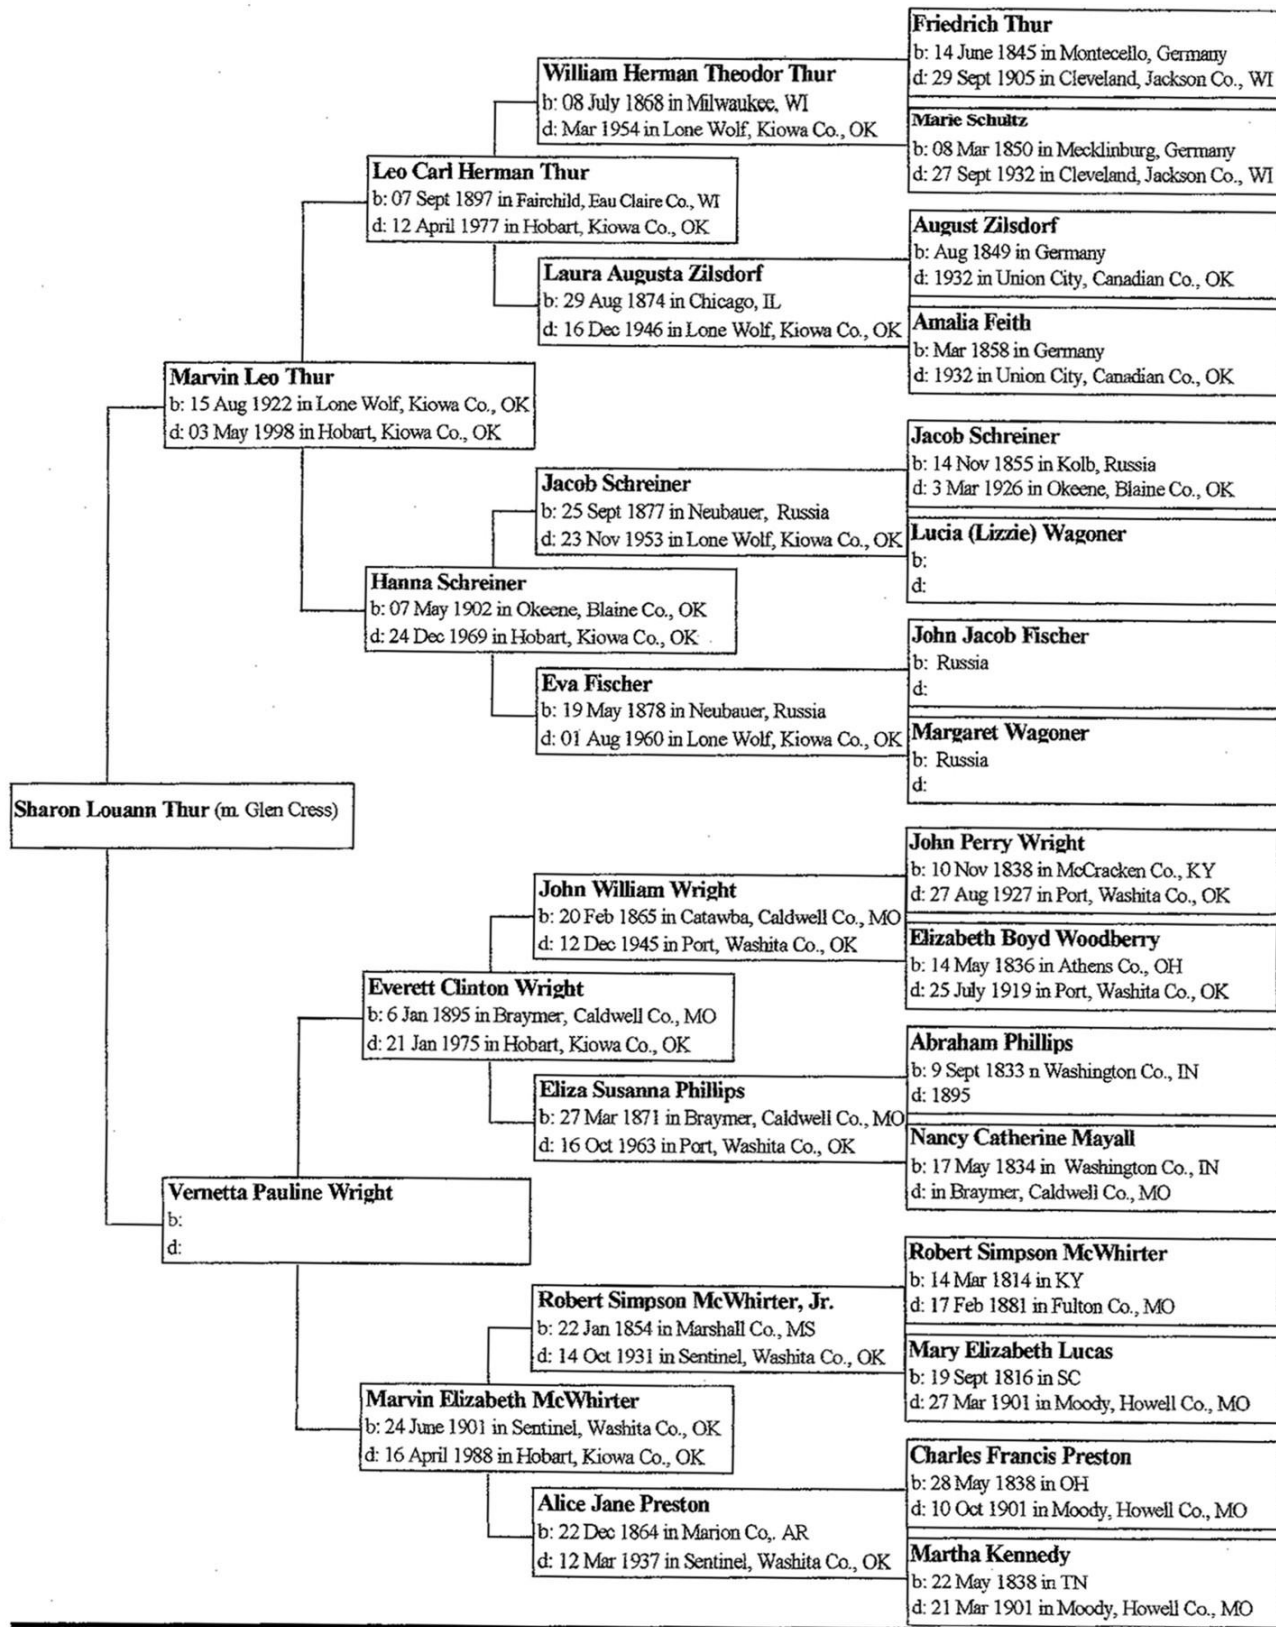 Friedrich Thur
b: 14 June 1845 in Montecello, Germany
d: 29 Sept 1905 in Cleveland, Jackson Co., WI
William Herman Theodor Thur
b: 08 July 1868 in Milwaukee, WI
d: Mar 1954 in Lone Wolf, Kiowa Co., OK
Marie Schultz
b: 08 Mar 1850 in Mecklinburg, Germany
d: 27 Sept 1932 in Cleveland, Jackson Co., WI
Leo Carl Herman Thur
b: 07 Sept 1897 in Fairchild, Eau Claire Co., WI
d: 12 April 1977 in Hobart, Kiowa Co., OK
August Zilsdorf
b: Aug 1849 in Germany
d: 1932 in Union City, Canadian Co., OK
Laura Augusta Zilsdorf
b: 29 Aug 1874 in Chicago, IL
d: 16 Dec 1946 in Lone Wolf, Kiowa Co., OK
Amalia Feith
b: Mar 1858 in Germany
d: 1932 in Union City, Canadian Co., OK
Marvin Leo Thur
b: 15 Aug 1922 in Lone Wolf, Kiowa Co., OK
d: 03 May 1998 in Hobart, Kiowa Co., OK
Jacob Schreiner
b: 14 Nov 1855 in Kolb, Russia
d: 3 Mar 1926 in Okeene, Blaine Co., OK
Jacob Schreiner
b: 25 Sept 1877 in Neubauer, Russia
d: 23 Nov 1953 in Lone Wolf, Kiowa Co., OK
Lucia (Lizzie) Wagoner
b:
d:
Hanna Schreiner
b: 07 May 1902 in Okeene, Blaine Co., OK
d: 24 Dec 1969 in Hobart, Kiowa Co., OK
John Jacob Fischer
b: Russia
d:
Eva Fischer
b: 19 May 1878 in Neubauer, Russia
d: 01 Aug 1960 in Lone Wolf, Kiowa Co., OK
Margaret Wagoner
b: Russia
d:
Sharon Louann Thur (m. Glen Cress)
John Perry Wright
b: 10 Nov 1838 in McCracken Co., KY
d: 27 Aug 1927 in Port, Washita Co., OK
John William Wright
b: 20 Feb 1865 in Catawba, Caldwell Co., MO
d: 12 Dec 1945 in Port, Washita Co., OK
Elizabeth Boyd Woodberry
b: 14 May 1836 in Athens Co., OH
d: 25 July 1919 in Port, Washita Co., OK
Everett Clinton Wright
b: 6 Jan 1895 in Braymer, Caldwell Co., MO
d: 21 Jan 1975 in Hobart, Kiowa Co., OK
Abraham Phillips
b: 9 Sept 1833 n Washington Co., IN
d: 1895
Eliza Susanna Phillips
b: 27 Mar 1871 in Braymer, Caldwell Co., MO
d: 16 Oct 1963 in Port, Washita Co., OK
Nancy Catherine Mayall
b: 17 May 1834 in Washington Co., IN
d: in Braymer, Caldwell Co., MO
Vernetta Pauline Wright
b:
d:
Robert Simpson McWhirter
b: 14 Mar 1814 in KY
d: 17 Feb 1881 in Fulton Co., MO
Robert Simpson McWhirter, Jr.
b: 22 Jan 1854 in Marshall Co., MS
d: 14 Oct 1931 in Sentinel, Washita Co., OK
Mary Elizabeth Lucas
b: 19 Sept 1816 in SC
d: 27 Mar 1901 in Moody, Howell Co., MO
Marvin Elizabeth McWhirter
b: 24 June 1901 in Sentinel, Washita Co., OK
d: 16 April 1988 in Hobart, Kiowa Co., OK
Charles Francis Preston
b: 28 May 1838 in OH
d: 10 Oct 1901 in Moody, Howell Co., MO
Alice Jane Preston
b: 22 Dec 1864 in Marion Co,. AR
d: 12 Mar 1937 in Sentinel, Washita Co., OK
Martha Kennedy
b: 22 May 1838 in TN
d: 21 Mar 1901 in Moody, Howell Co., MO